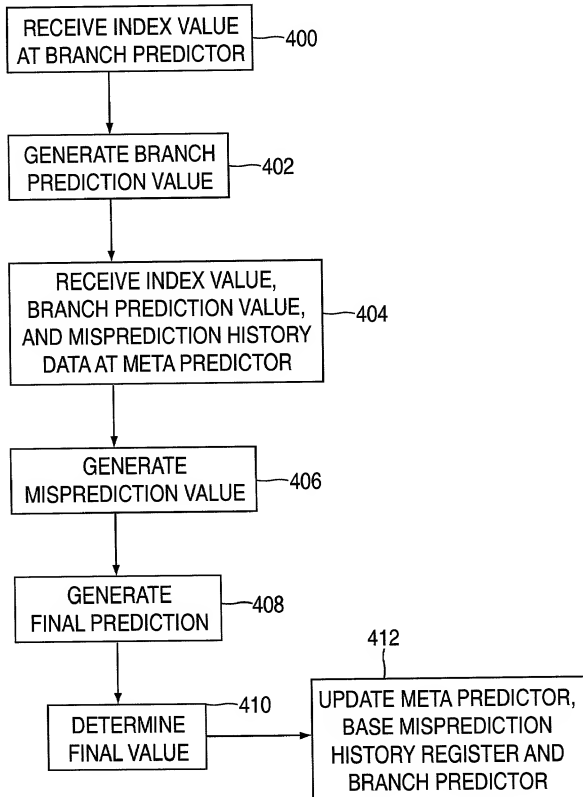 RECEIVE INDEX VALUE
AT BRANCH PREDICTOR
400
GENERATE BRANCH
PREDICTION VALUE
402
RECEIVE INDEX VALUE,
BRANCH PREDICTION VALUE,
AND MISPREDICTION HISTORY
DATA AT META PREDICTOR
404
GENERATE
MISPREDICTION VALUE
406
GENERATE
FINAL PREDICTION
408
DETERMINE
FINAL VALUE
410
412
UPDATE META PREDICTOR,
BASE MISPREDICTION
HISTORY REGISTER AND
BRANCH PREDICTOR